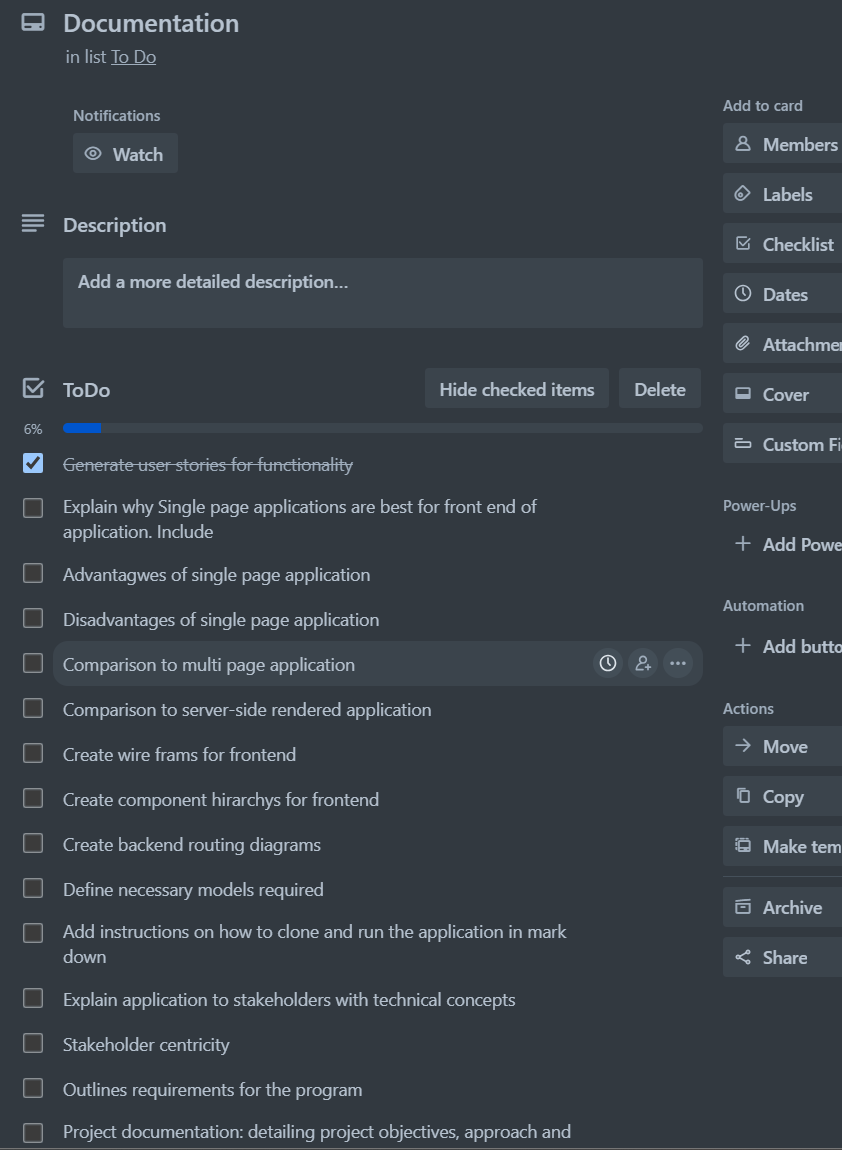 Documentation
in list To Do
Notifications
Watch
Description
Add a more detailed description...
ToDo
Hide checked items
Delete
6%
Generate user stories for functionality
Explain why Single page applications are best for front end of
application. Include
Advantagwes of single page application
Disadvantages of single page application
Comparison to multi page application
Comparison to server-side rendered application
Create wire frams for frontend
Create component hirarchys for frontend
Create backend routing diagrams
Define necessary models required
Add instructions on how to clone and run the application in mark
down
Explain application to stakeholders with technical concepts
Stakeholder centricity
Outlines requirements for the program
Project documentation: detailing project objectives, approach and
Add to card
Members
Labels
Checklist
Dates
Attachme
Cover
Custom Fi
Power-Ups
Add Powe
Automation
Add butto
Actions
Move
Copy
Make tem
Archive
Share